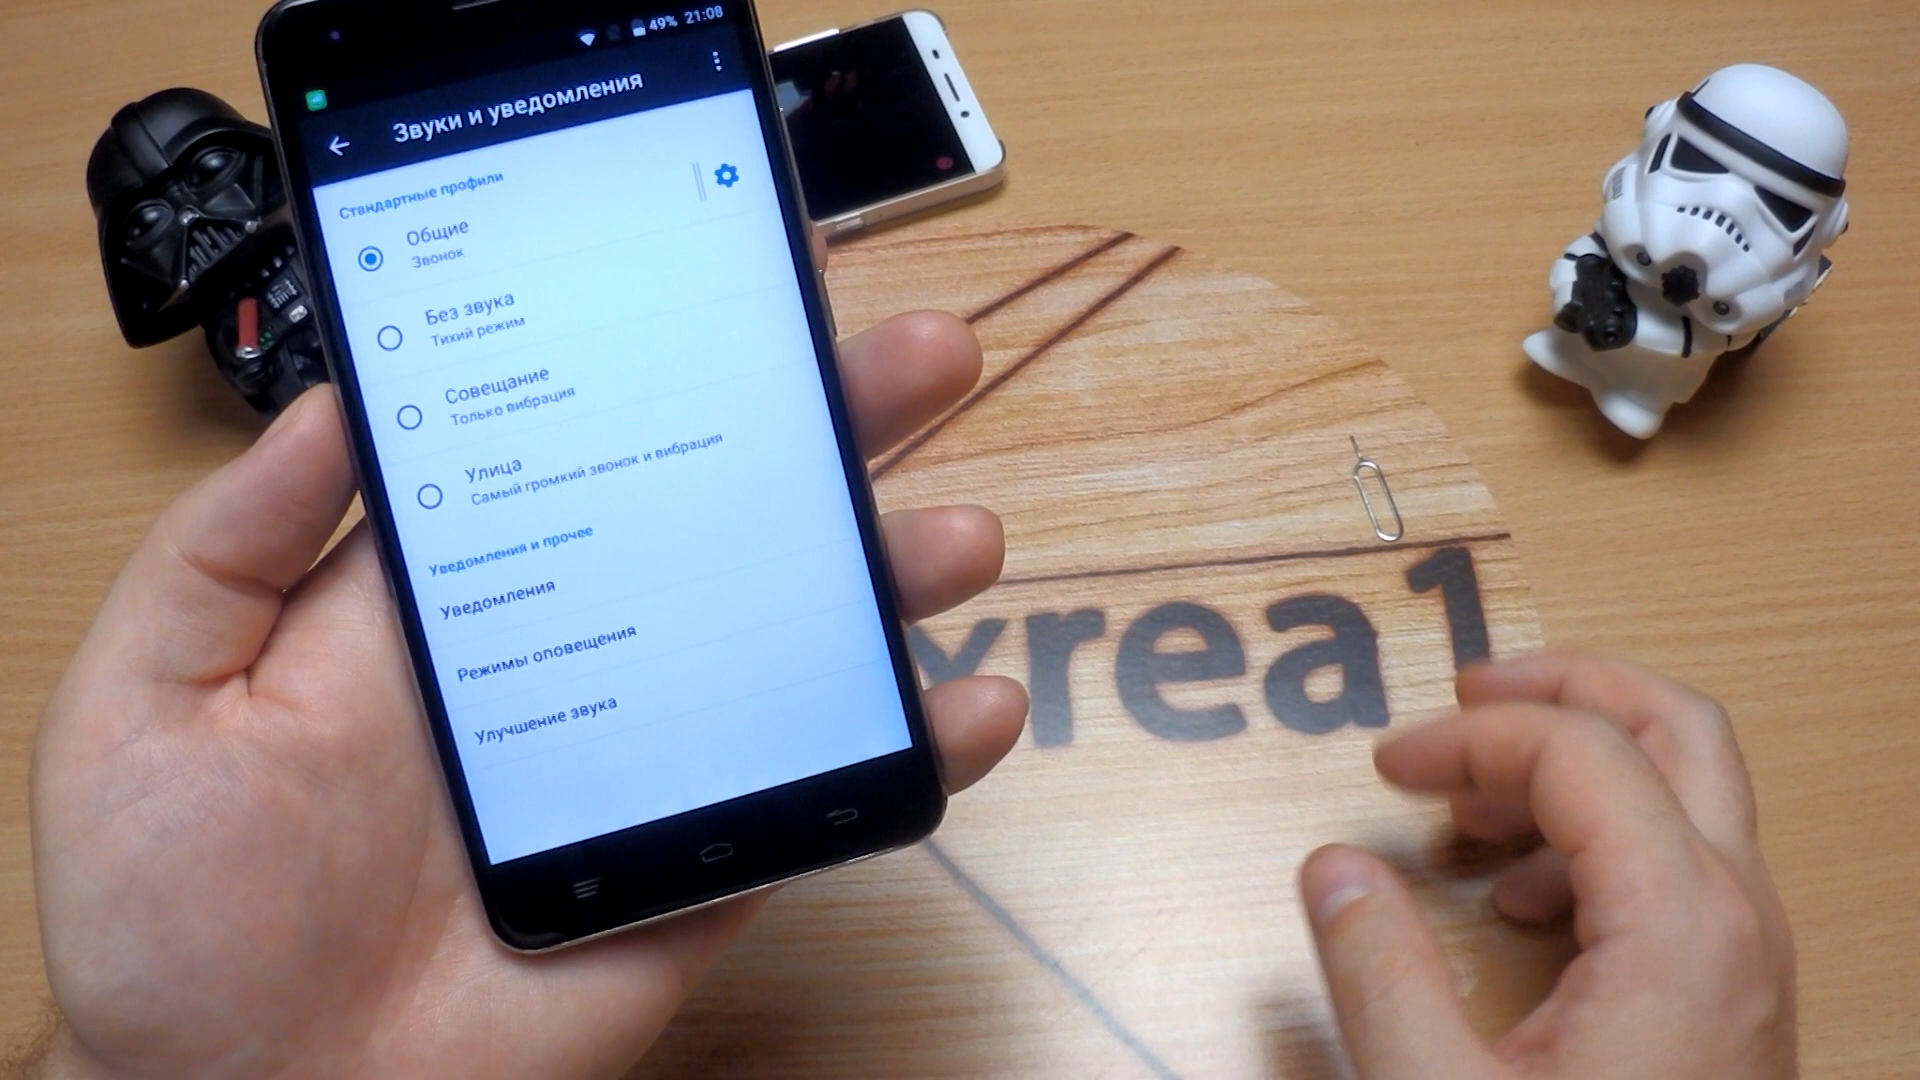 49% 21:08
Звуки и уведомления
Стандартные профили
Общие
Звонок
Без звука
Тихий режим
Совещание
Только вибрация
Улица
Самый громкий звонок и вибрация
Уведомления и прочее
Уведомления
Режимы оповещения
Улучшение звука
xrea1